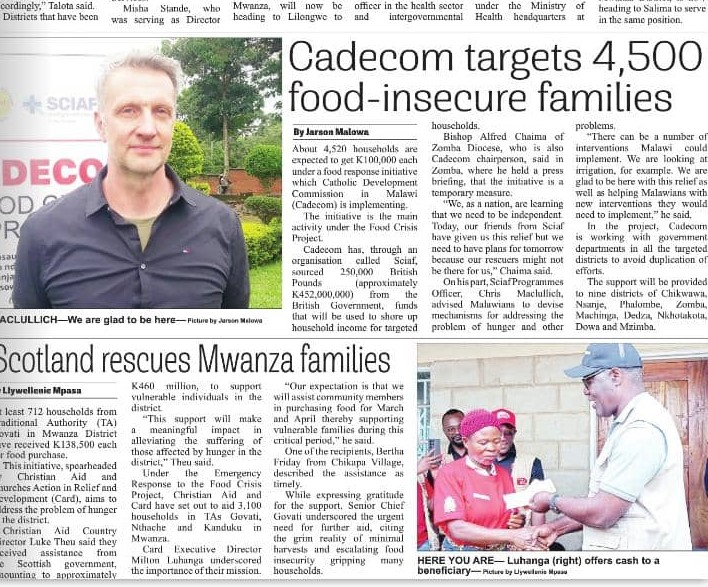 cordingly," Talota said.
Districts that have been
Misha Stande, who
was serving as Director
Mwanza, will now be
heading to Lilongwe to
officer in the health sector
and intergovernmental
under the Ministry of
Health headquarters at
heading to Salima to serve
in the same position.
SCIAF
DECO
ACLULLICH—We are glad to be here— Picture by Jarson Malowa
Cadecom targets 4,500
food-insecure families
By Jarson Malowa
About 4,520 households are
expected to get K100,000 each
under a food response initiative
which Catholic Development
Commission in Malawi
(Cadecom) is implementing.
The initiative is the main
activity under the Food Crisis
Project.
Cadecom has, through an
organisation called Sciaf,
sourced 250,000 British
Pounds (approximately
K452,000,000) from the
British Government, funds
that will be used to shore up
household income for targeted
households.
Bishop Alfred Chaima of
Zomba Diocese, who is also
Cadecom chairperson, said in
Zomba, where he held a press
briefing, that the initiative is a
temporary measure.
"We, as a nation, are learning
that we need to be independent.
Today, our friends from Sciaf
have given us this relief but we
need to have plans for tomorrow
because our rescuers might not
be there for us," Chaima said.
On his part, Sciaf Programmes
Officer, Chris Maclullich,
advised Malawians to devise
mechanisms for addressing the
problem of hunger and other
problems.
"There can be a number of
interventions Malawi could
implement. We are looking at
irrigation, for example. We are
glad to be here with this relief as
well as helping Malawians with
new interventions they would
need to implement," he said.
In the project, Cadecom
is working with government
departments in all the targeted
districts to avoid duplication of
efforts.
The support will be provided
to nine districts of Chikwawa,
Nsanje, Phalombe, Zomba,
Machinga, Dedza, Nkhotakota,
Dowa and Mzimba.
Scotland rescues Mwanza families
Llywellenie Mpasa
t least 712 households from
raditional Authority (TA)
ovati in Mwanza District
ve received K138,500 each
r food purchase.
This initiative, spearheaded
Christian Aid and
urches Action in Relief and
evelopment (Card), aims to
dress the problem of hunger
the district.
Christian Aid Country
irector Luke Theu said they
ceived assistance from
e Scottish government,
mounting to approximately
K460 million, to support
vulnerable individuals in the
district.
"This support will make
a meaningful impact in
alleviating the suffering of
those affected by hunger in the
district," Theu said.
Under the Emergency
Response to the Food Crisis
Project, Christian Aid and
Card have set out to aid 3,100
households in TAs Govati,
Nthache and Kanduku in
Mwanza.
Card Executive Director
Milton Luhanga underscored
the importance of their mission.
"Our expectation is that we
will assist community members
in purchasing food for March
and April thereby supporting
vulnerable families during this
critical period," he said.
One of the recipients, Bertha
Friday from Chikapa Village,
described the assistance as
timely.
While expressing gratitude
for the support, Senior Chief
Govati underscored the urgent
need for further aid, citing
the grim reality of minimal
harvests and escalating food
insecurity gripping many
households.
HERE YOU ARE— Luhanga (right) offers cash to a
beneficiary— Picture by Llywellenie Mpasa